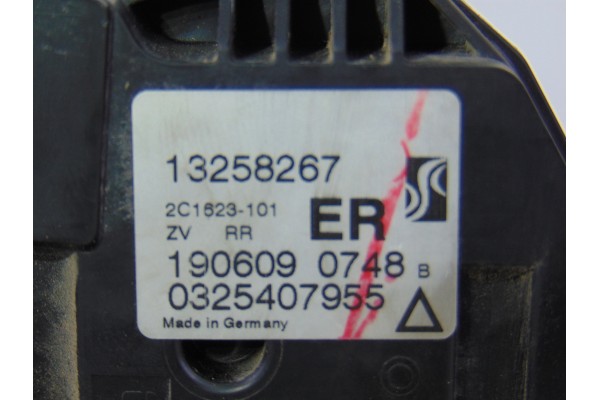 13258267
2C1623-101
ZV RR ER
190609 0748 B
0325407955
Made in Germany